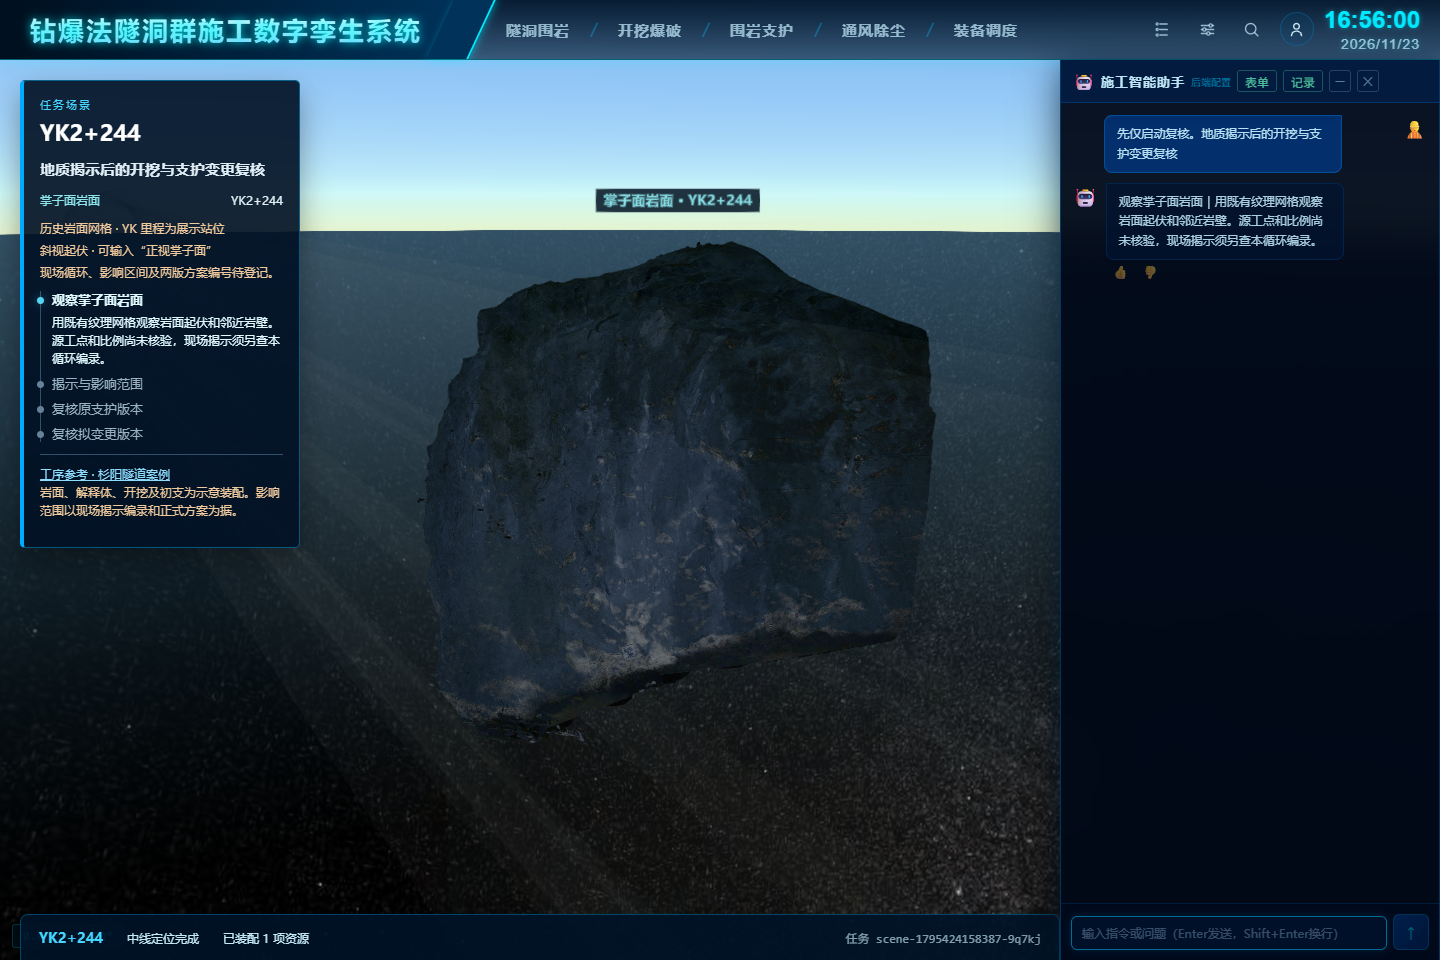 钻爆法隧洞群施工数字孪生系统
隧洞围岩 / 开挖爆破 / 围岩支护 / 通风除尘 / 装备调度
16:56:00
2026/11/23
任务场景
YK2+244
地质揭示后的开挖与支护变更复核
掌子面岩面 YK2+244
历史岩面网格 · YK 里程为展示站位
斜视起伏 · 可输入“正视掌子面”
现场循环、影响区间及两版方案编号待登记。
观察掌子面岩面
用既有纹理网格观察岩面起伏和邻近岩壁。
源工点和比例尚未核验，现场揭示须另查本
循环编录。
揭示与影响范围
复核原支护版本
复核拟变更版本
工序参考 · 杉阳隧道案例
岩面、解释体、开挖及初支为示意装配。影响
范围以现场揭示编录和正式方案为据。
掌子面岩面 • YK2+244
施工智能助手 后端配置 表单 记录
先仅启动复核。地质揭示后的开挖与支
护变更复核
观察掌子面岩面 | 用既有纹理网格观察
岩面起伏和邻近岩壁。源工点和比例尚
未核验，现场揭示须另查本循环编录。
输入指令或问题（Enter发送，Shift+Enter换行）
YK2+244 中线定位完成 已装配 1 项资源 任务 scene-1795424158387-9q7kj